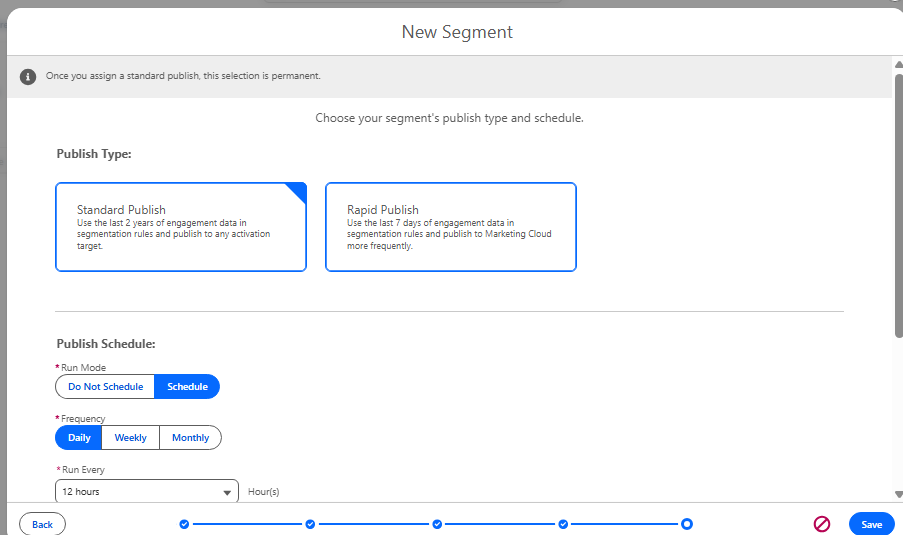 New Segment
Once you assign a standard publish, this selection is permanent.
Choose your segment's publish type and schedule.
Publish Type:
Standard Publish
Use the last 2 years of engagement data in
segmentation rules and publish to any activation
target.
Rapid Publish
Use the last 7 days of engagement data in
segmentation rules and publish to Marketing Cloud
more frequently.
Publish Schedule:
*Run Mode
Do Not Schedule Schedule
*Frequency
Daily Weekly Monthly
*Run Every
12 hours Hour(s)
Back Save